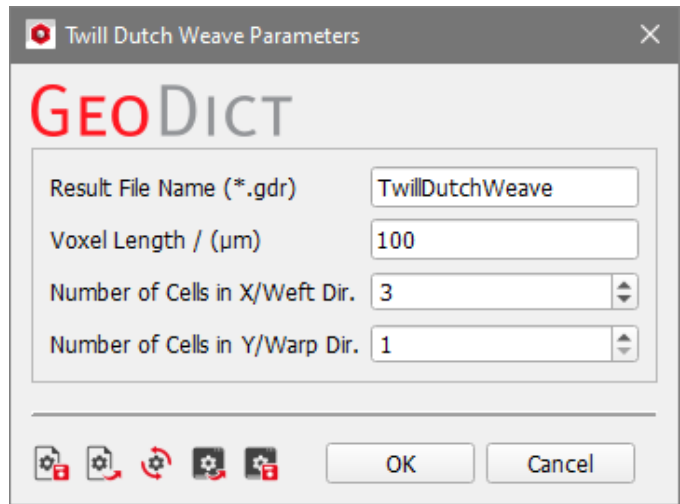 Twill Dutch Weave Parameters
GEODICT
Result File Name (*.gdr) TwillDutchWeave
Voxel Length / (µm) 100
Number of Cells in X/Weft Dir. 3
Number of Cells in Y/Warp Dir. 1
OK Cancel